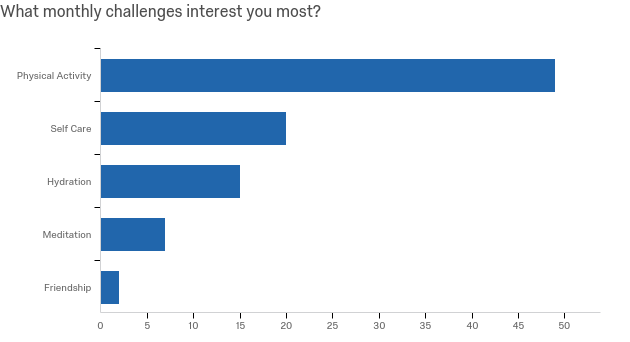 What monthly challenges interest you most?
Physical Activity
Self Care
Hydration
Meditation
Friendship
0 5 10 15 20 25 30 35 40 45 50